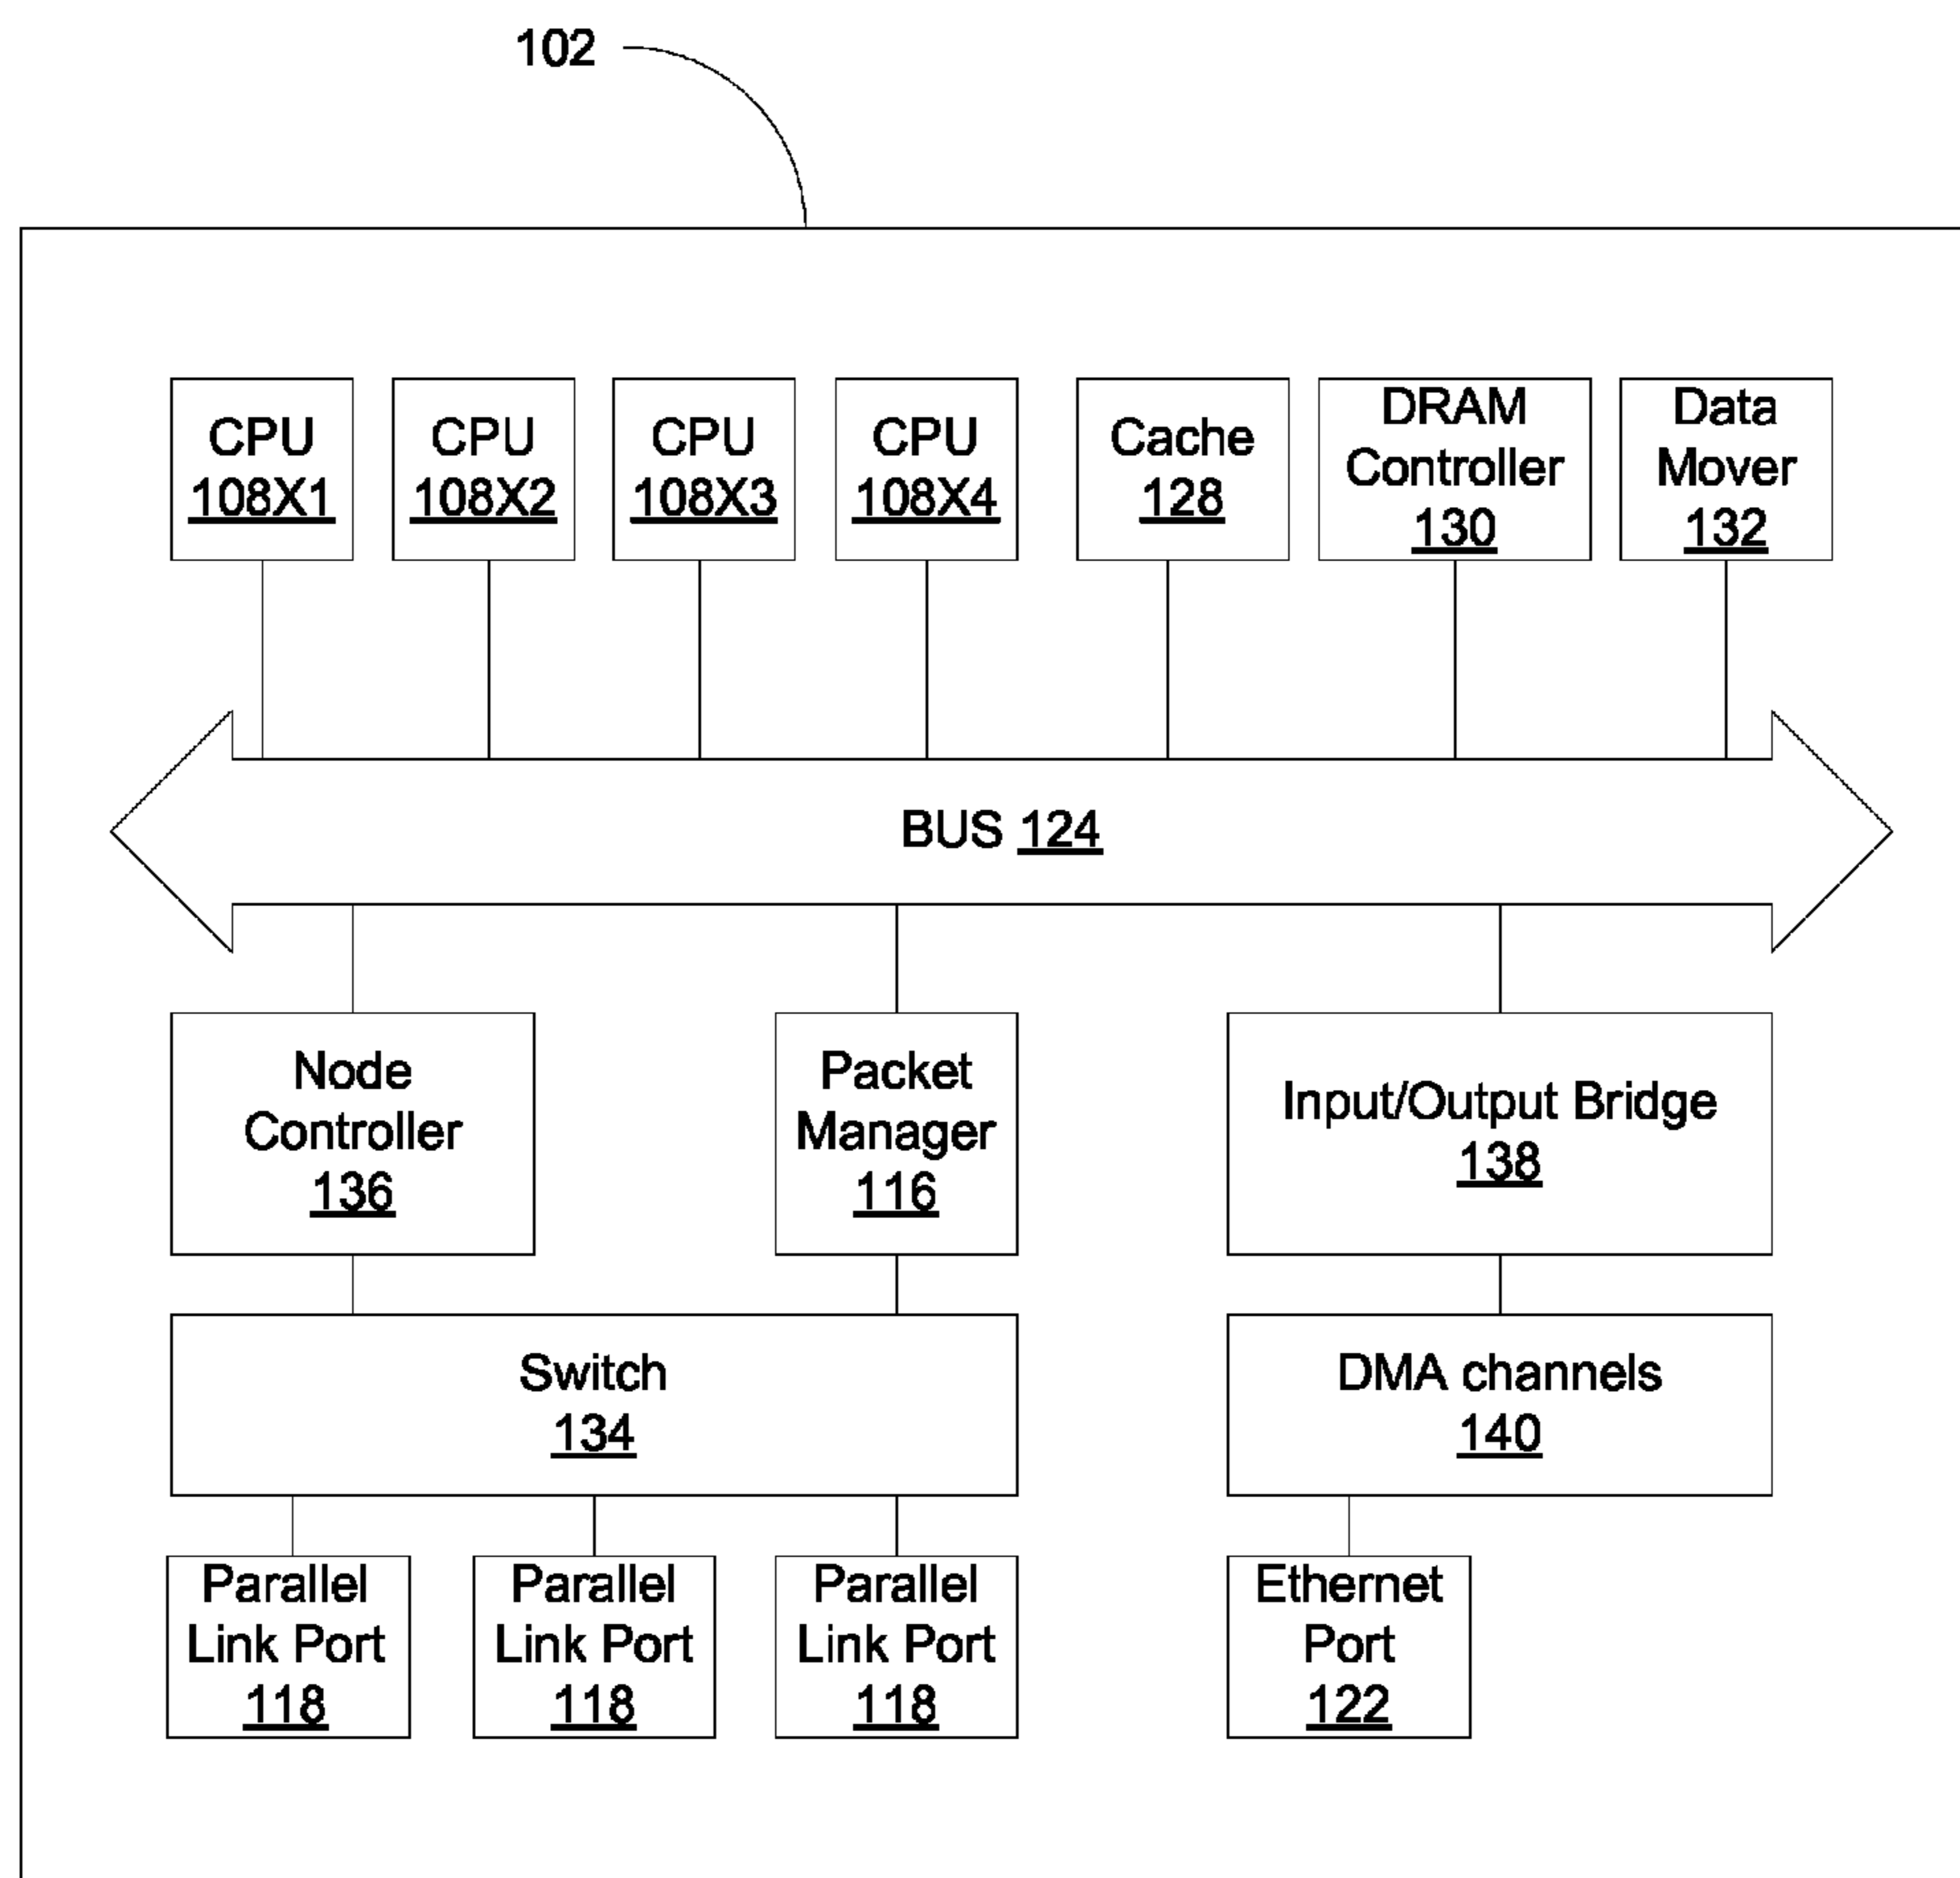 102
CPU
108X1
CPU
108X2
CPU
108X3
CPU
108X4
Cache
128
DRAM
Controller
130
Data
Mover
132
BUS 124
Node
Controller
136
Packet
Manager
116
Input/Output Bridge
138
Switch
134
DMA channels
140
Parallel
Link Port
118
Parallel
Link Port
118
Parallel
Link Port
118
Ethernet
Port
122